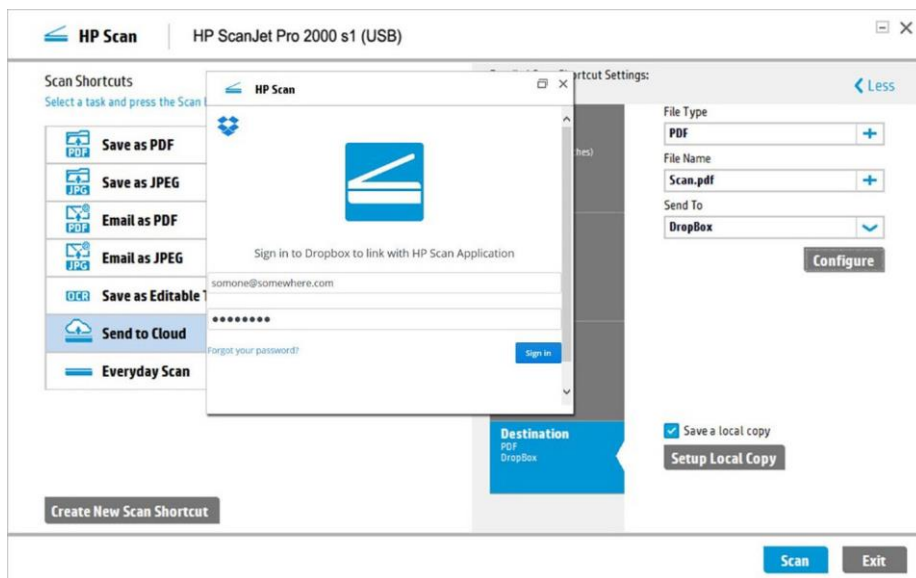 HP Scan
HP ScanJet Pro 2000 s1 (USB)
Scan Shortcuts
Select a task and press the Scan
Save as PDF
Save as JPEG
Email as PDF
Email as JPEG
OCR Save as Editable
Send to Cloud
Everyday Scan
Create New Scan Shortcut
HP Scan
Sign in to Dropbox to link with HP Scan Application
somone@somewhere.com
Forgot your password?
Sign in
Shortcut Settings:
Less
Destination
PDF
DropBox
File Type
PDF
File Name
Scan.pdf
Send To
DropBox
Configure
Save a local copy
Setup Local Copy
Scan
Exit